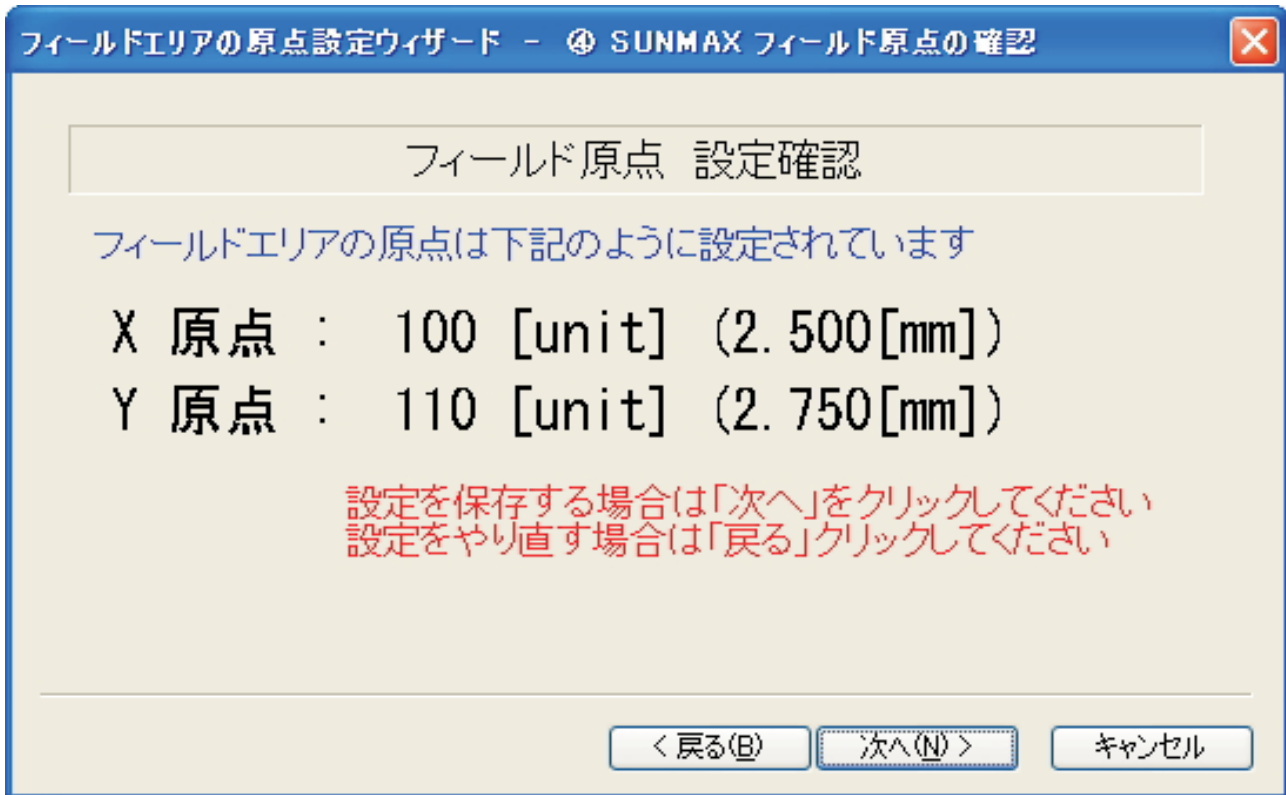 フィールドエリアの原点設定ウィザード - ④ SUNMAX フィールド原点の確認
フィールド原点 設定確認
フィールドエリアの原点は下記のように設定されています
X 原点 : 100 [unit] (2.500[mm])
Y 原点 : 110 [unit] (2.750[mm])
設定を保存する場合は「次へ」をクリックしてください
設定をやり直す場合は「戻る」クリックしてください
< 戻る(B) 次へ(N) > キャンセル